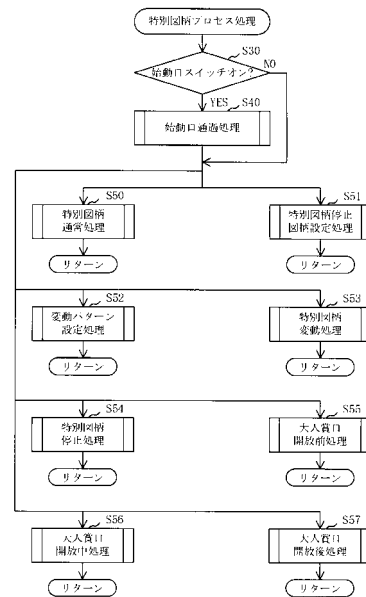 特別図柄プロセス処理
S30
始動口スイッチオン?
NO
YES
S40
始動口通過処理
S50
特別図柄
通常処理
リターン
S51
特別図柄停止
図柄設定処理
リターン
S52
変動パターン
設定処理
リターン
S53
特別図柄
変動処理
リターン
S54
特別図柄
停止処理
リターン
S55
大入賞口
開放前処理
リターン
S56
大入賞口
開放中処理
リターン
S57
大入賞口
開放後処理
リターン